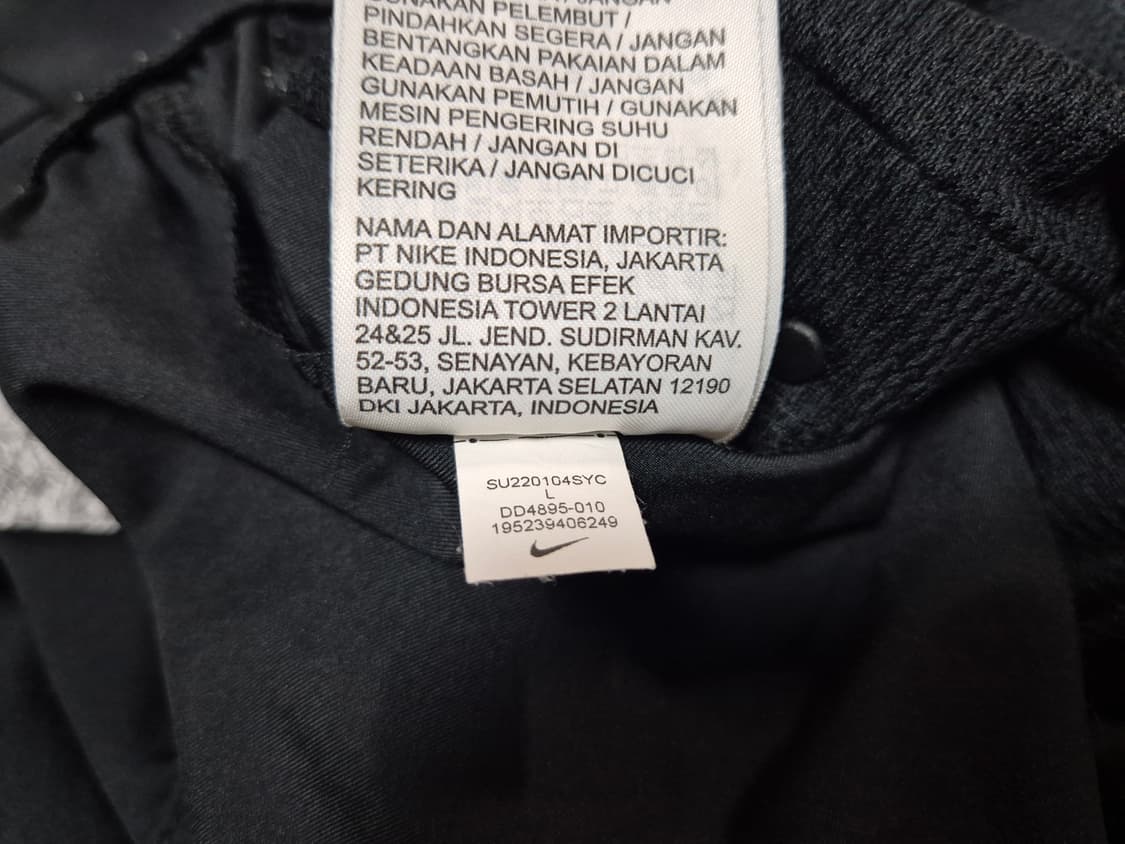 GUNAKAN PELEMBUT /
PINDAHKAN SEGERA / JANGAN
BENTANGKAN PAKAIAN DALAM
KEADAAN BASAH / JANGAN
GUNAKAN PEMUTIH / GUNAKAN
MESIN PENGERING SUHU
RENDAH / JANGAN DI
SETERIKA / JANGAN DICUCI
KERING
NAMA DAN ALAMAT IMPORTIR:
PT NIKE INDONESIA, JAKARTA
GEDUNG BURSA EFEK
INDONESIA TOWER 2 LANTAI
24&25 JL. JEND. SUDIRMAN KAV.
52-53, SENAYAN, KEBAYORAN
BARU, JAKARTA SELATAN 12190
DKI JAKARTA, INDONESIA
SU220104SYC
L
DD4895-010
195239406249